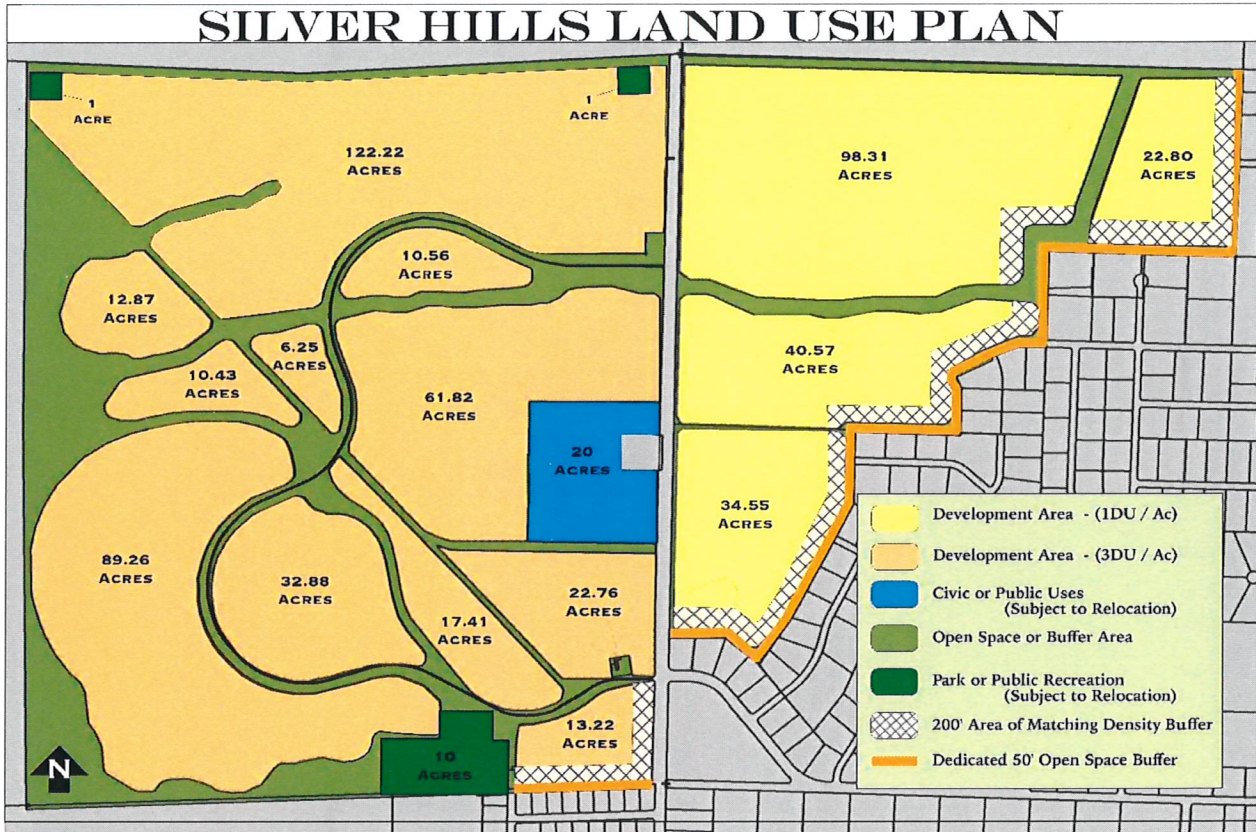 SILVER HILLS LAND USE PLAN
1
ACRE
1
ACRE
122.22
ACRES
98.31
ACRES
22.80
ACRES
10.56
ACRES
12.87
ACRES
6.25
ACRES
10.43
ACRES
61.82
ACRES
40.57
ACRES
20
ACRES
34.55
ACRES
89.26
ACRES
32.88
ACRES
17.41
ACRES
22.76
ACRES
13.22
ACRES
10
ACRES
N
Development Area - (1DU / Ac)
Development Area - (3DU / Ac)
Civic or Public Uses
(Subject to Relocation)
Open Space or Buffer Area
Park or Public Recreation
(Subject to Relocation)
200' Area of Matching Density Buffer
Dedicated 50' Open Space Buffer